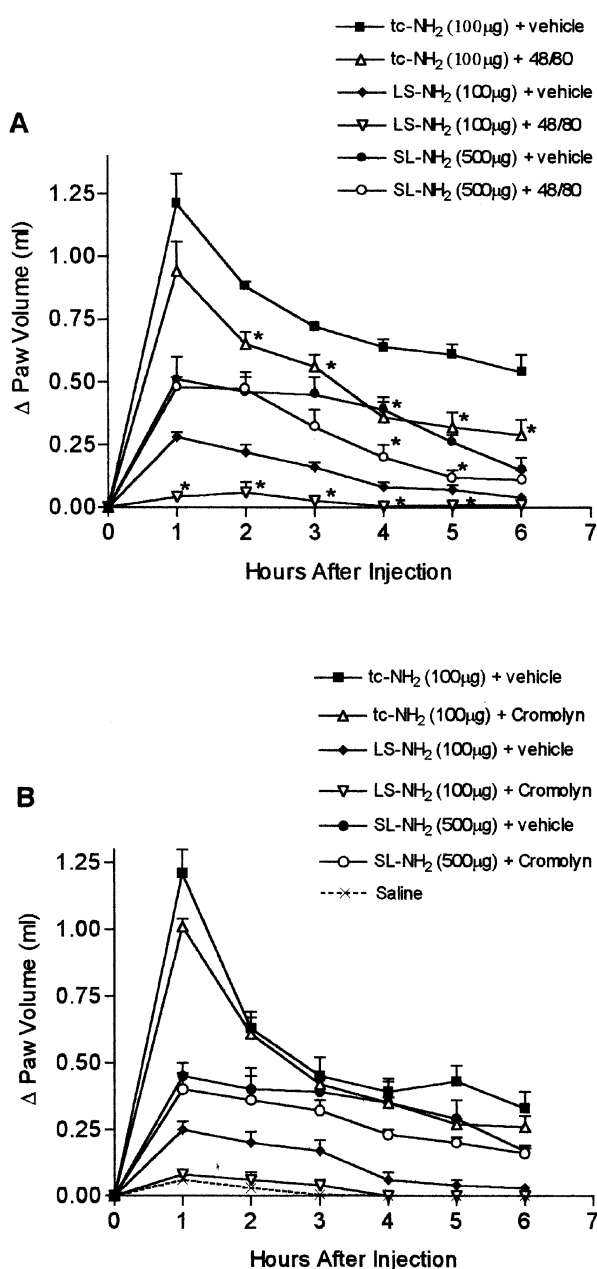 tc-NH2 (100µg) + vehicle
tc-NH2 (100µg) + 48/80
LS-NH2 (100µg) + vehicle
LS-NH2 (100µg) + 48/80
SL-NH2 (500µg) + vehicle
SL-NH2 (500µg) + 48/80
A
Δ Paw Volume (ml)
1.25
1.00
0.75
0.50
0.25
0.00
* *
* * *
* *
* * * * *
0 1 2 3 4 5 6 7
Hours After Injection
tc-NH2 (100µg) + vehicle
tc-NH2 (100µg) + Cromolyn
LS-NH2 (100µg) + vehicle
LS-NH2 (100µg) + Cromolyn
SL-NH2 (500µg) + vehicle
SL-NH2 (500µg) + Cromolyn
Saline
B
Δ Paw Volume (ml)
1.25
1.00
0.75
0.50
0.25
0.00
0 1 2 3 4 5 6 7
Hours After Injection